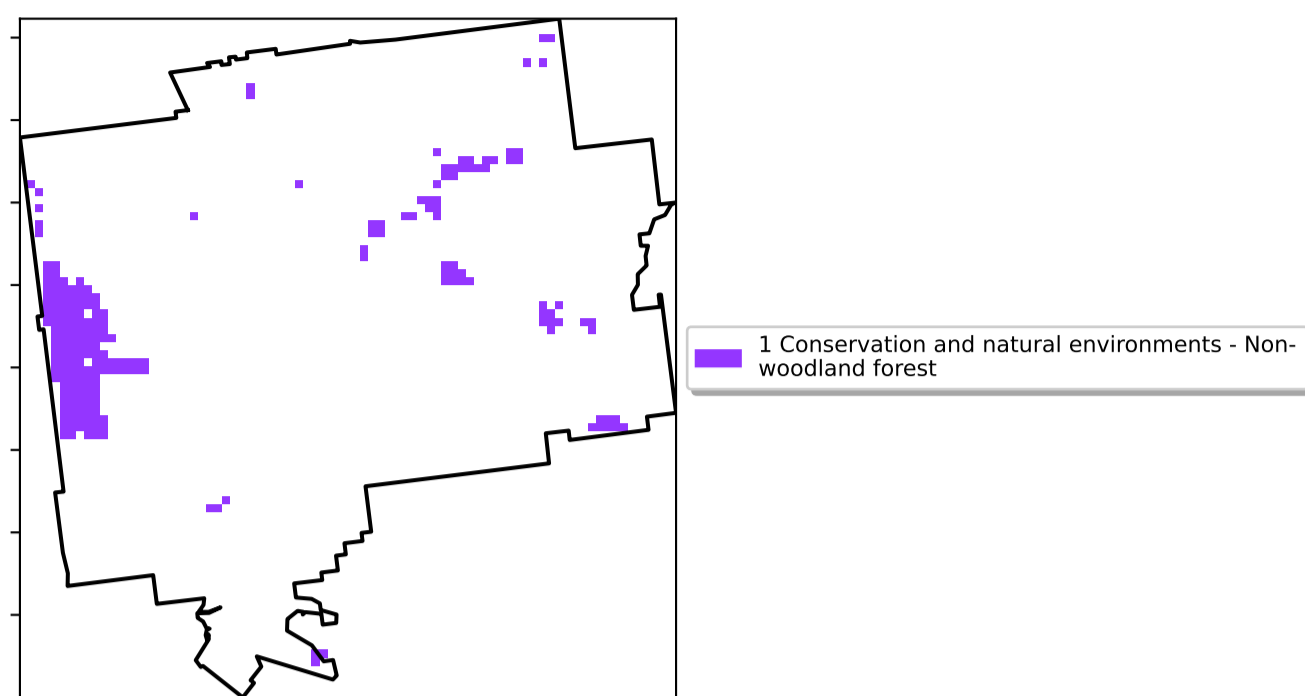 1 Conservation and natural environments - Non-
woodland forest